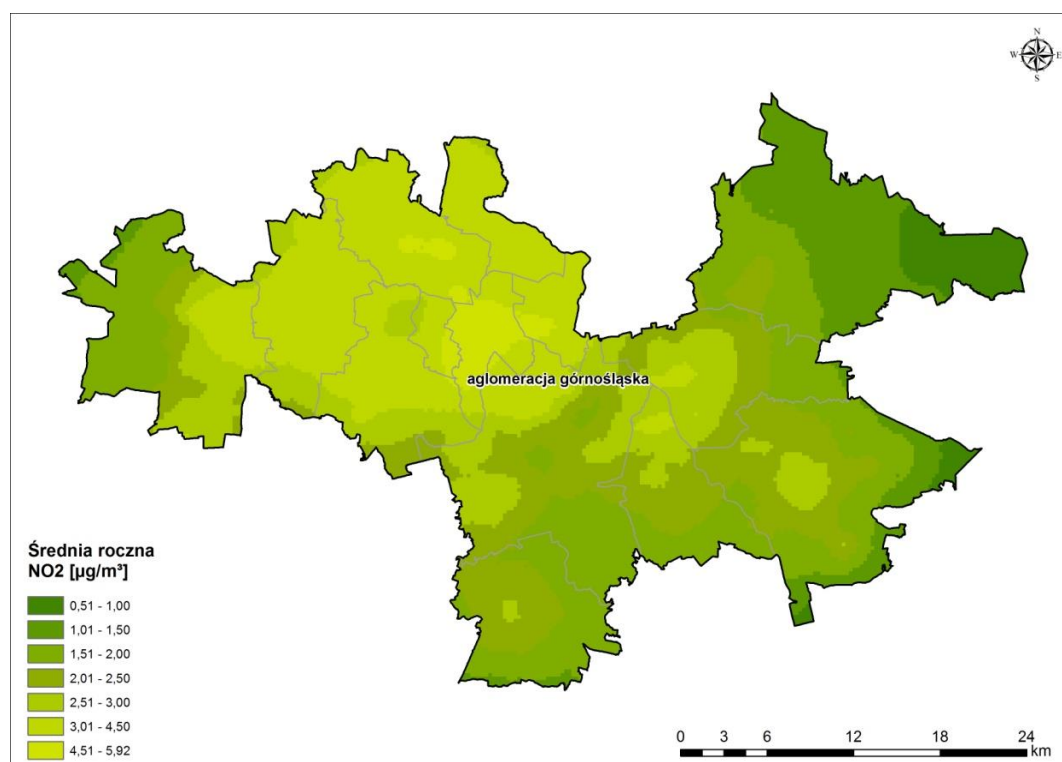 N
W E
S
aglomeracja górnośląska
Średnia roczna
NO2 [µg/m³]
0,51 - 1,00
1,01 - 1,50
1,51 - 2,00
2,01 - 2,50
2,51 - 3,00
3,01 - 4,50
4,51 - 5,92
0 3 6 12 18 24
km